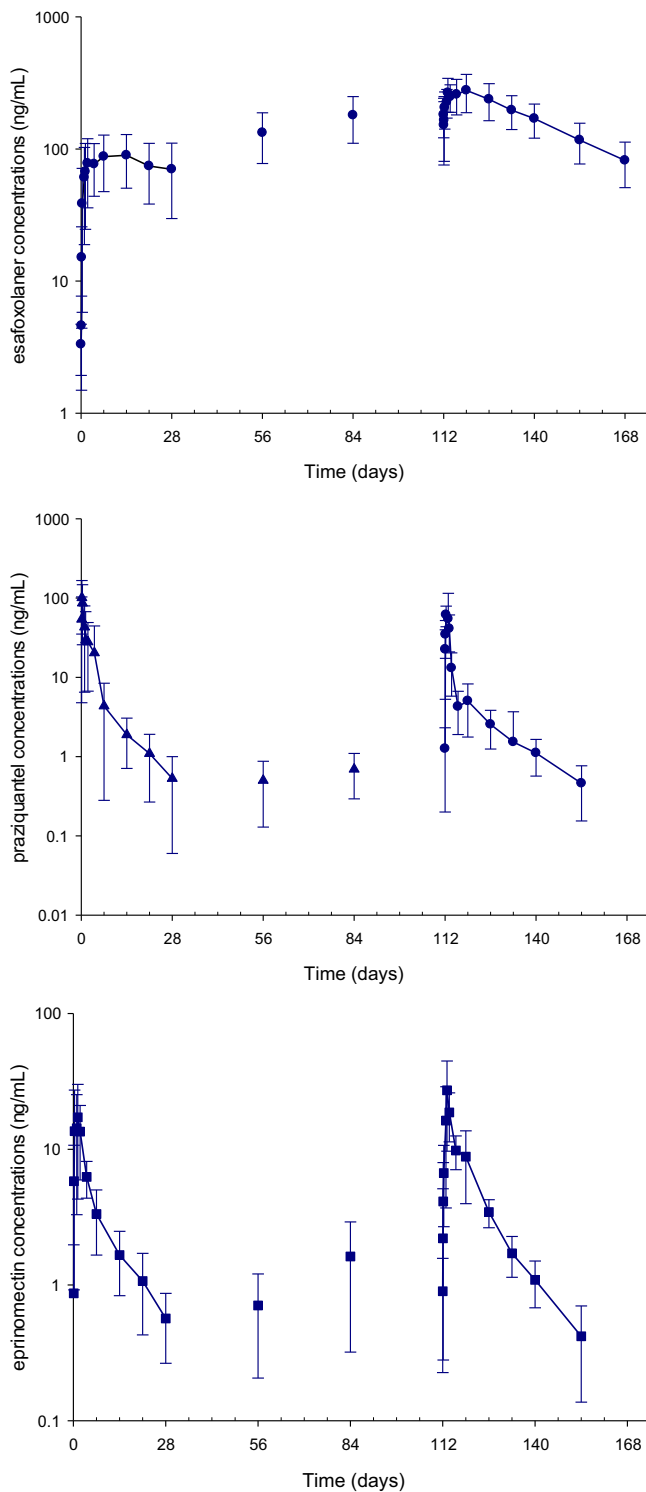 esafoxolaner concentrations (ng/mL)
1000
100
10
1
0 28 56 84 112 140 168
Time (days)
praziquantel concentrations (ng/mL)
1000
100
10
1
0.1
0.01
0 28 56 84 112 140 168
Time (days)
eprinomectin concentrations (ng/mL)
100
10
1
0.1
0 28 56 84 112 140 168
Time (days)